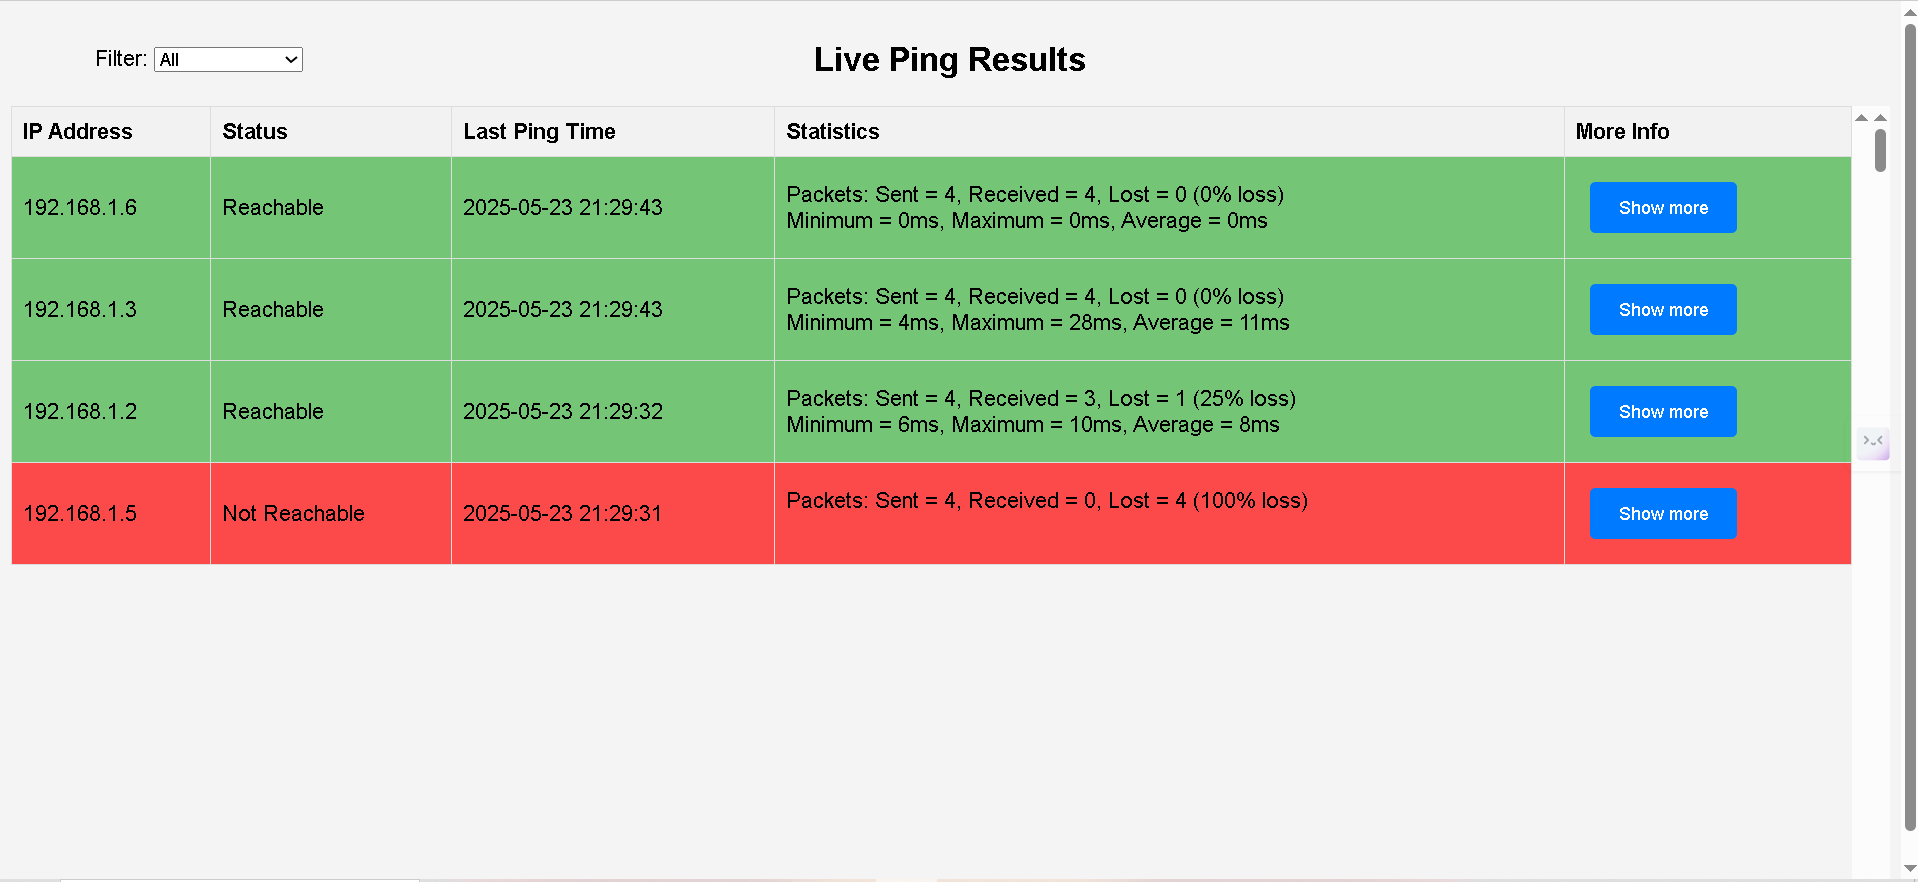 Filter: All
Live Ping Results
IP Address Status Last Ping Time Statistics More Info
192.168.1.6 Reachable 2025-05-23 21:29:43 Packets: Sent = 4, Received = 4, Lost = 0 (0% loss)
Minimum = 0ms, Maximum = 0ms, Average = 0ms
Show more
192.168.1.3 Reachable 2025-05-23 21:29:43 Packets: Sent = 4, Received = 4, Lost = 0 (0% loss)
Minimum = 4ms, Maximum = 28ms, Average = 11ms
Show more
192.168.1.2 Reachable 2025-05-23 21:29:32 Packets: Sent = 4, Received = 3, Lost = 1 (25% loss)
Minimum = 6ms, Maximum = 10ms, Average = 8ms
Show more
192.168.1.5 Not Reachable 2025-05-23 21:29:31 Packets: Sent = 4, Received = 0, Lost = 4 (100% loss)
Show more